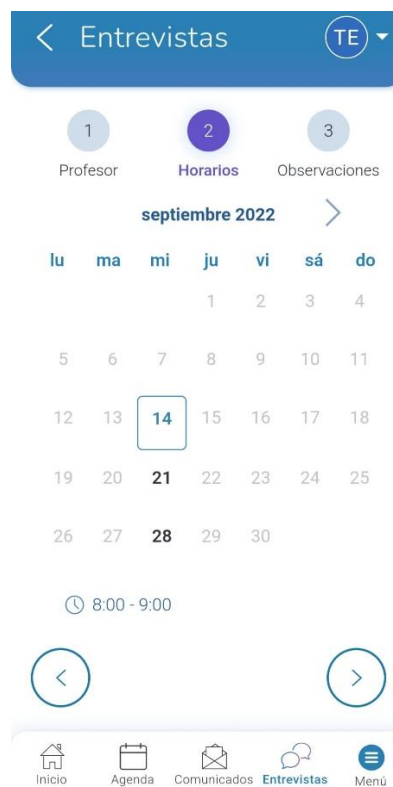 Entrevistas TE
1 2 3
Profesor Horarios Observaciones
septiembre 2022
lu ma mi ju vi sá do
1 2 3 4
5 6 7 8 9 10 11
12 13 14 15 16 17 18
19 20 21 22 23 24 25
26 27 28 29 30
8:00 - 9:00
Inicio Agenda Comunicados Entrevistas Menú